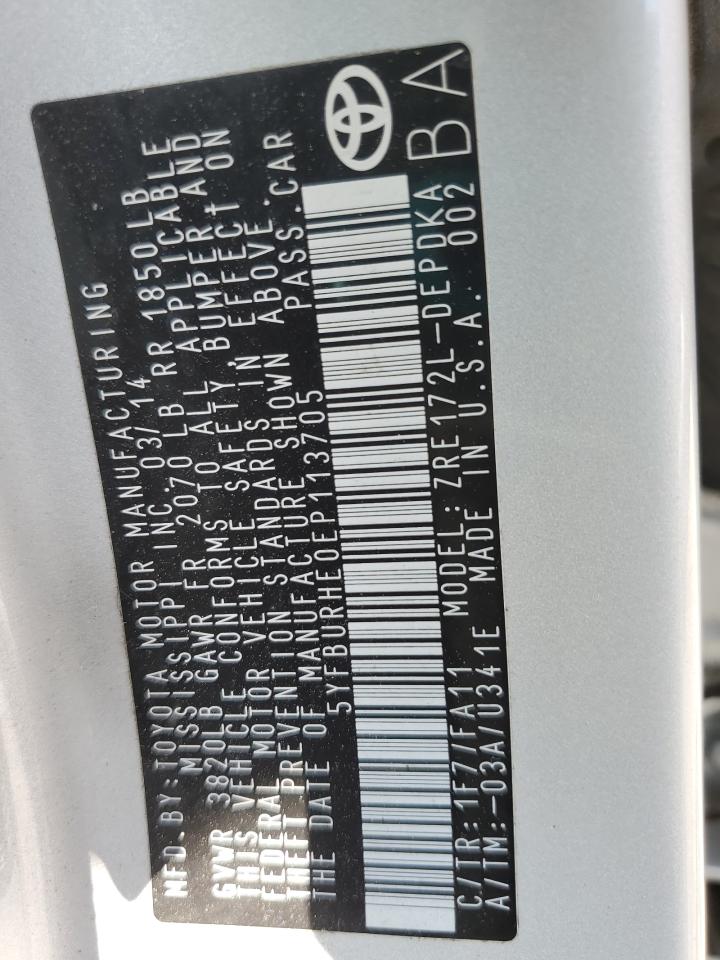 MFD.BY:TOYOTA MOTOR MANUFACTURING
MISSISSIPPI INC. 03/14
GVWR 3820LB GAWR FR 2070 LB RR 1850LB
THIS VEHICLE CONFORMS TO ALL APPLICABLE
FEDERAL MOTOR VEHICLE SAFETY,BUMPER,AND
THEFT PREVENTION STANDARDS IN EFFECT ON
THE DATE OF MANUFACTURE SHOWN ABOVE.
5YFBURHE0EP113705 PASS.CAR
C/TR:1F7/FA11 MODEL:ZRE172L-DEPDKA
A/TM:-03A/U341E MADE IN U.S.A. 002
BA